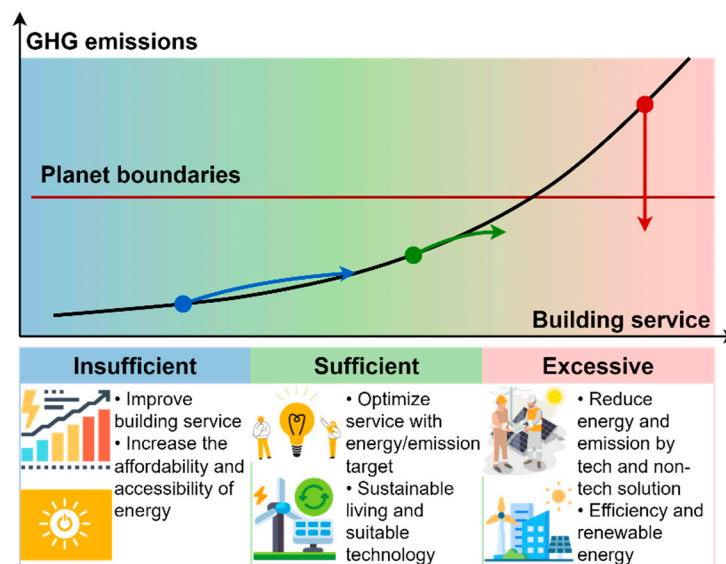 GHG emissions
Planet boundaries
Building service
Insufficient
Sufficient
Excessive
• Improve
building service
• Increase the
affordability and
accessibility of
energy
• Optimize
service with
energy/emission
target
• Sustainable
living and
suitable
technology
• Reduce
energy and
emission by
tech and non-
tech solution
• Efficiency and
renewable
energy